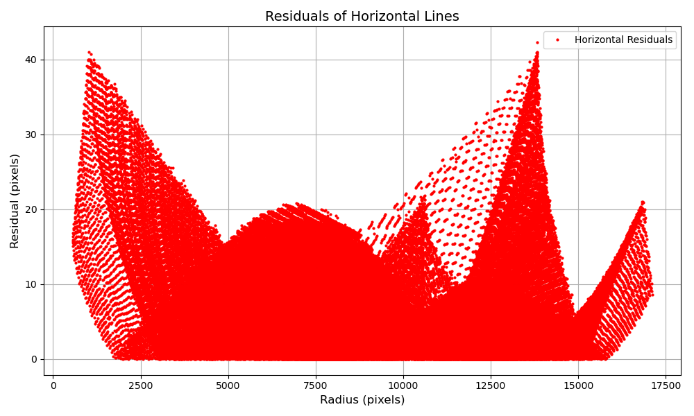 Residuals of Horizontal Lines
Horizontal Residuals
Residual (pixels)
40
30
20
10
0
0 2500 5000 7500 10000 12500 15000 17500
Radius (pixels)